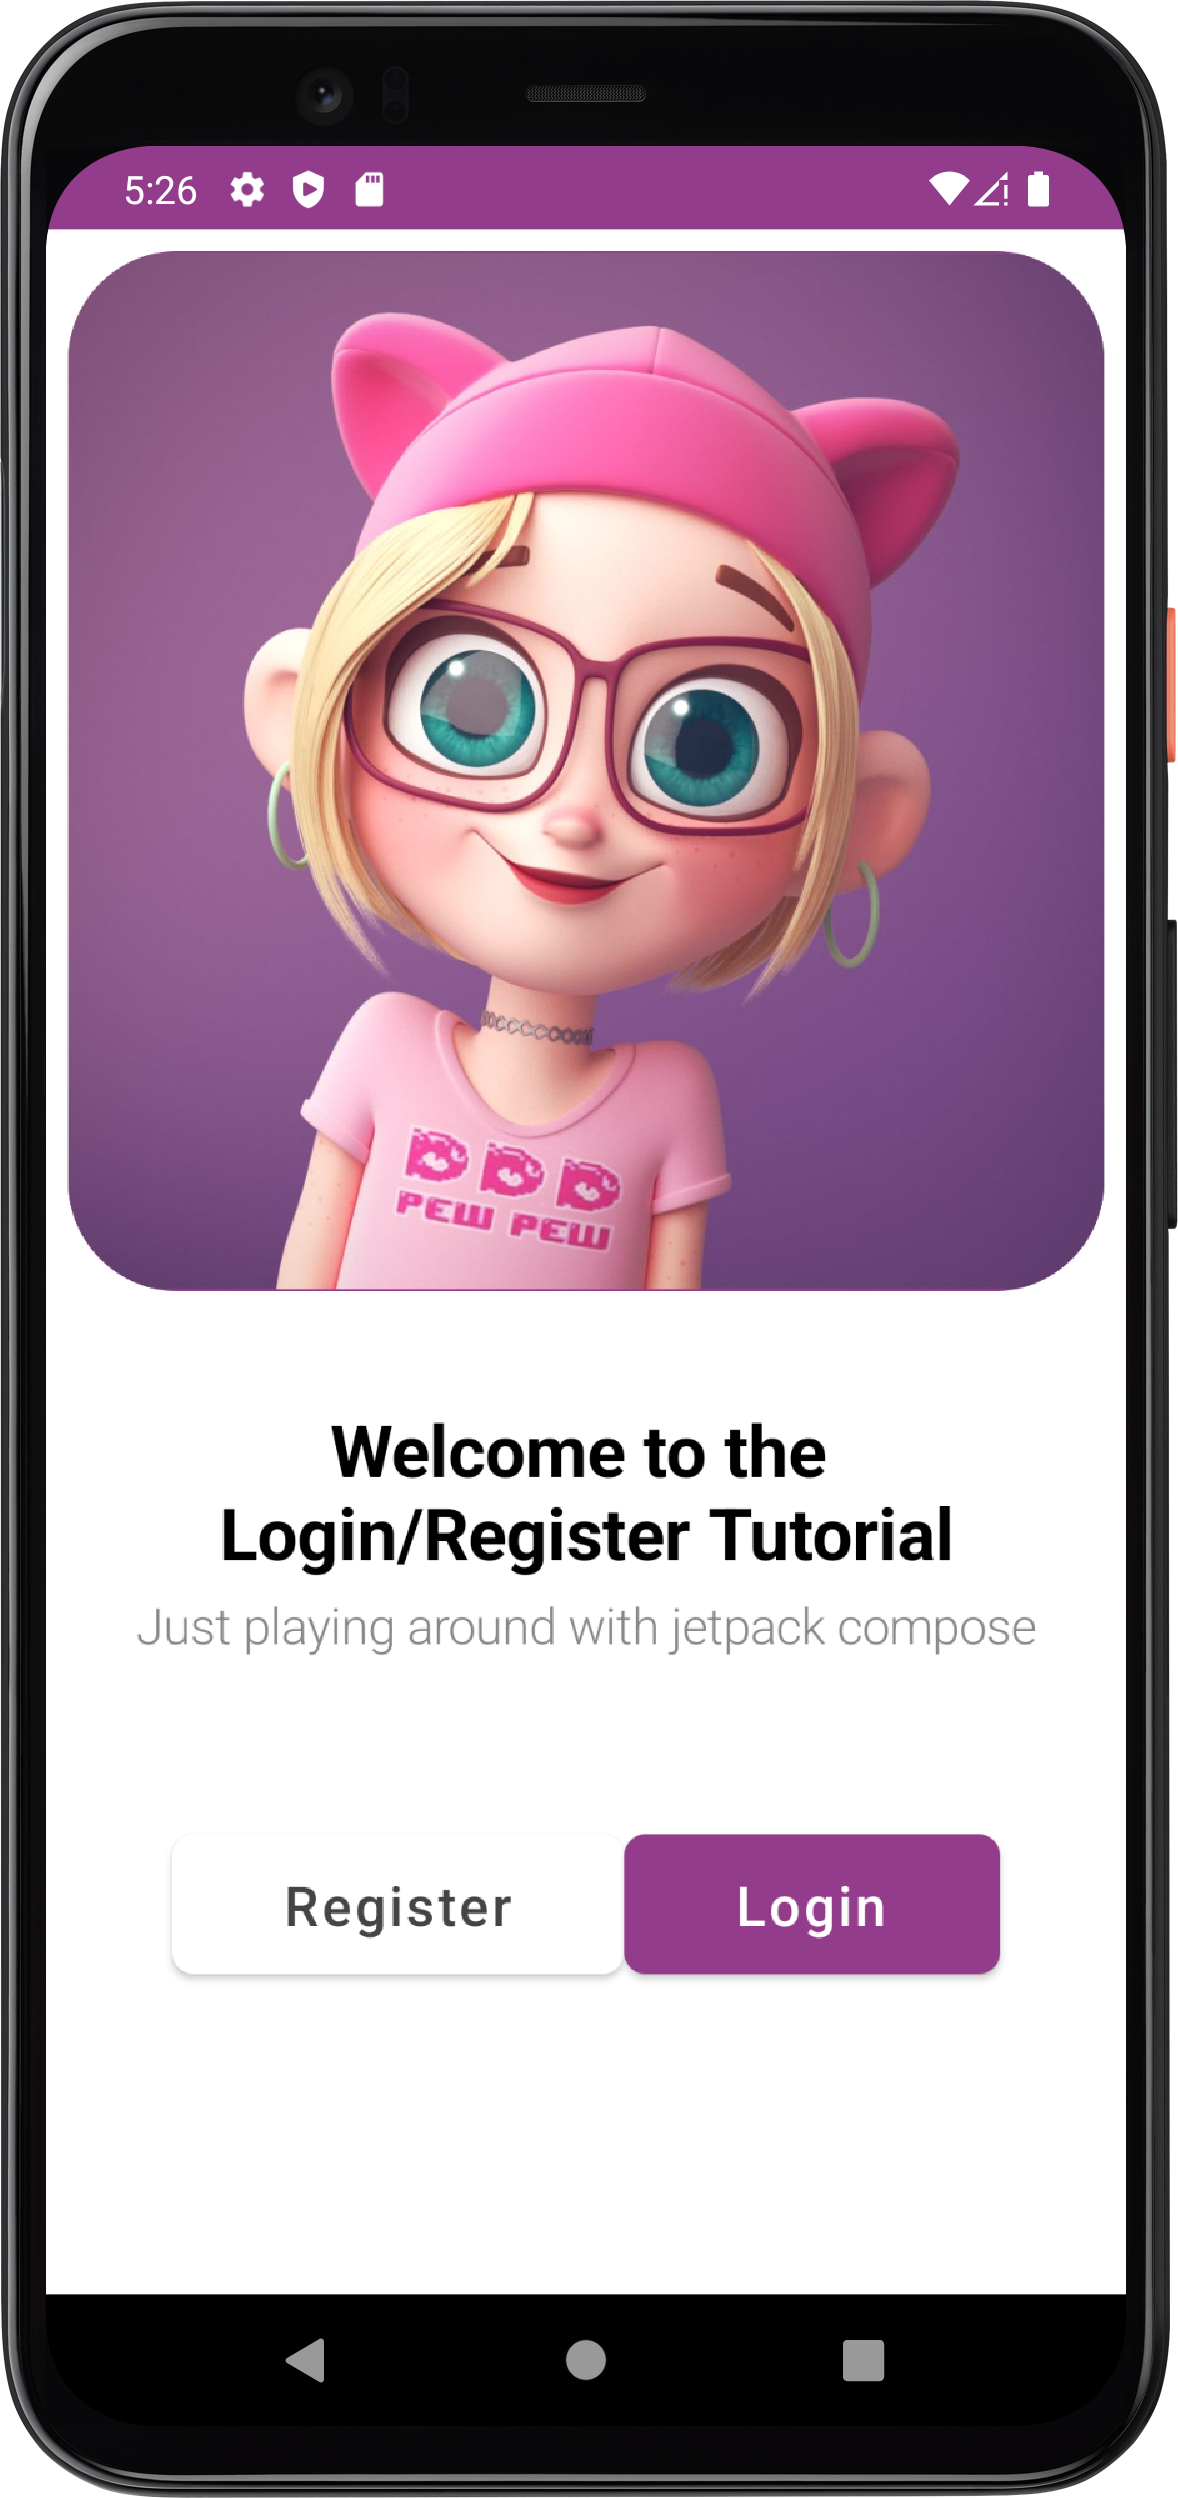 5:26
PEW PEW
Welcome to the
Login/Register Tutorial
Just playing around with jetpack compose
Register Login